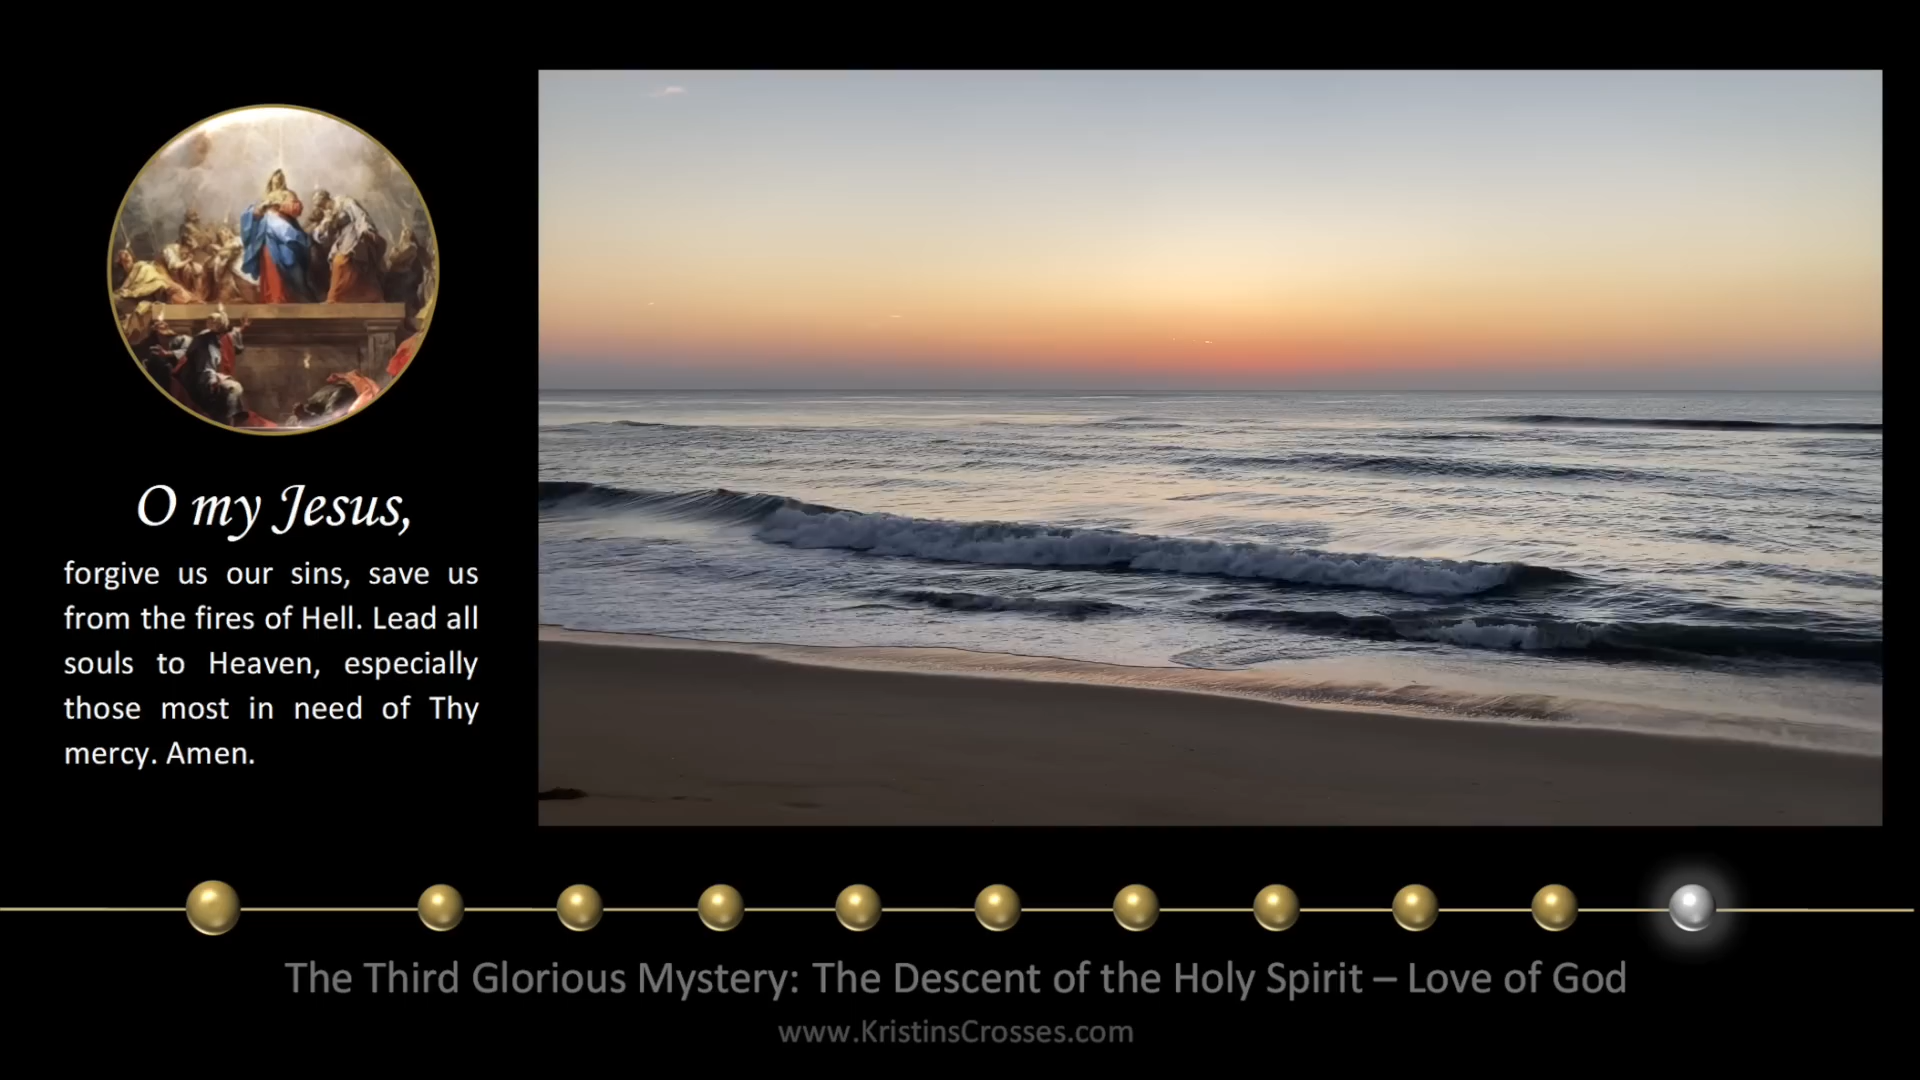 O my Jesus,
forgive us our sins, save us
from the fires of Hell. Lead all
souls to Heaven, especially
those most in need of Thy
mercy. Amen.
The Third Glorious Mystery: The Descent of the Holy Spirit – Love of God
www.KristinsCrosses.com